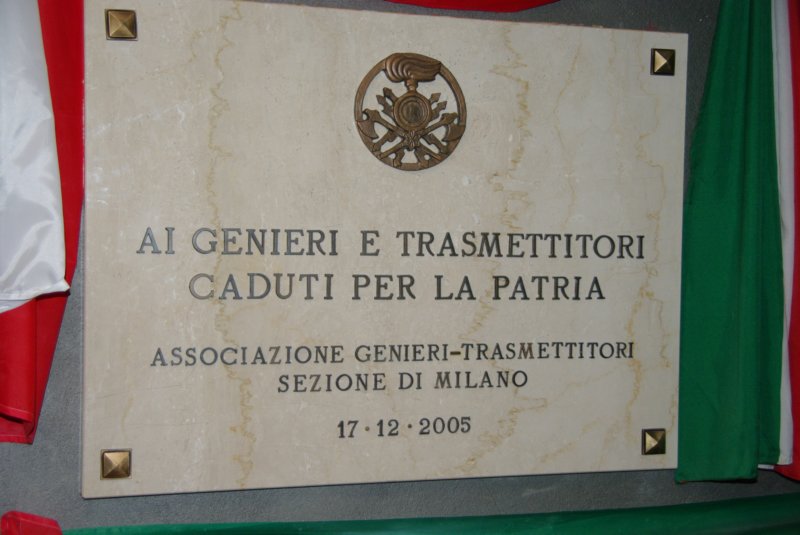 AI GENIERI E TRASMETTITORI
CADUTI PER LA PATRIA
ASSOCIAZIONE GENIERI-TRASMETTITORI
SEZIONE DI MILANO
17·12·2005